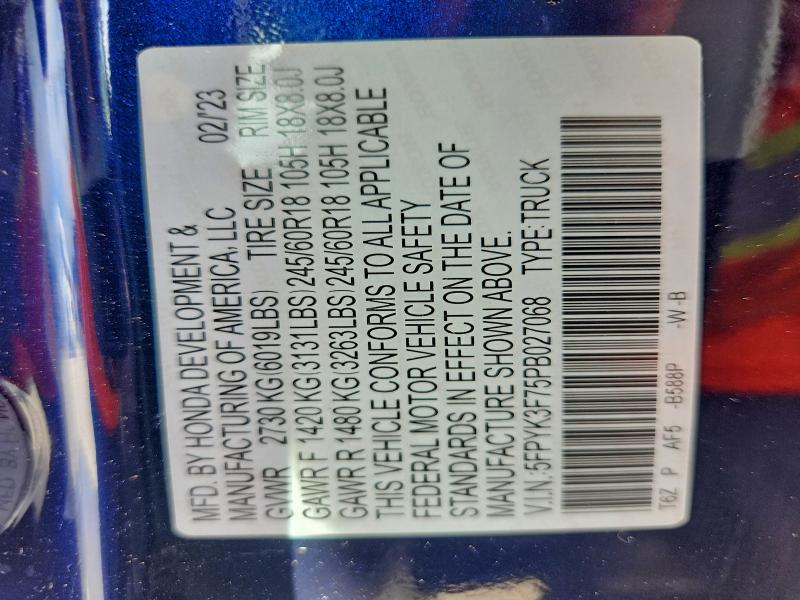 MFD. BY HONDA DEVELOPMENT &
MANUFACTURING OF AMERICA, LLC 02/'23
GVWR 2730 KG(6019LBS) TIRE SIZE RIM SIZE
GAWR F 1420 KG(3131LBS)245/60R18 105H 18X8.0J
GAWR R 1480 KG(3263LBS)245/60R18 105H 18X8.0J
THIS VEHICLE CONFORMS TO ALL APPLICABLE
FEDERAL MOTOR VEHICLE SAFETY
STANDARDS IN EFFECT ON THE DATE OF
MANUFACTURE SHOWN ABOVE.
V.I.N.:5FPYK3F75PB027068 TYPE:TRUCK
T6Z P AF5 -B588P -W -B